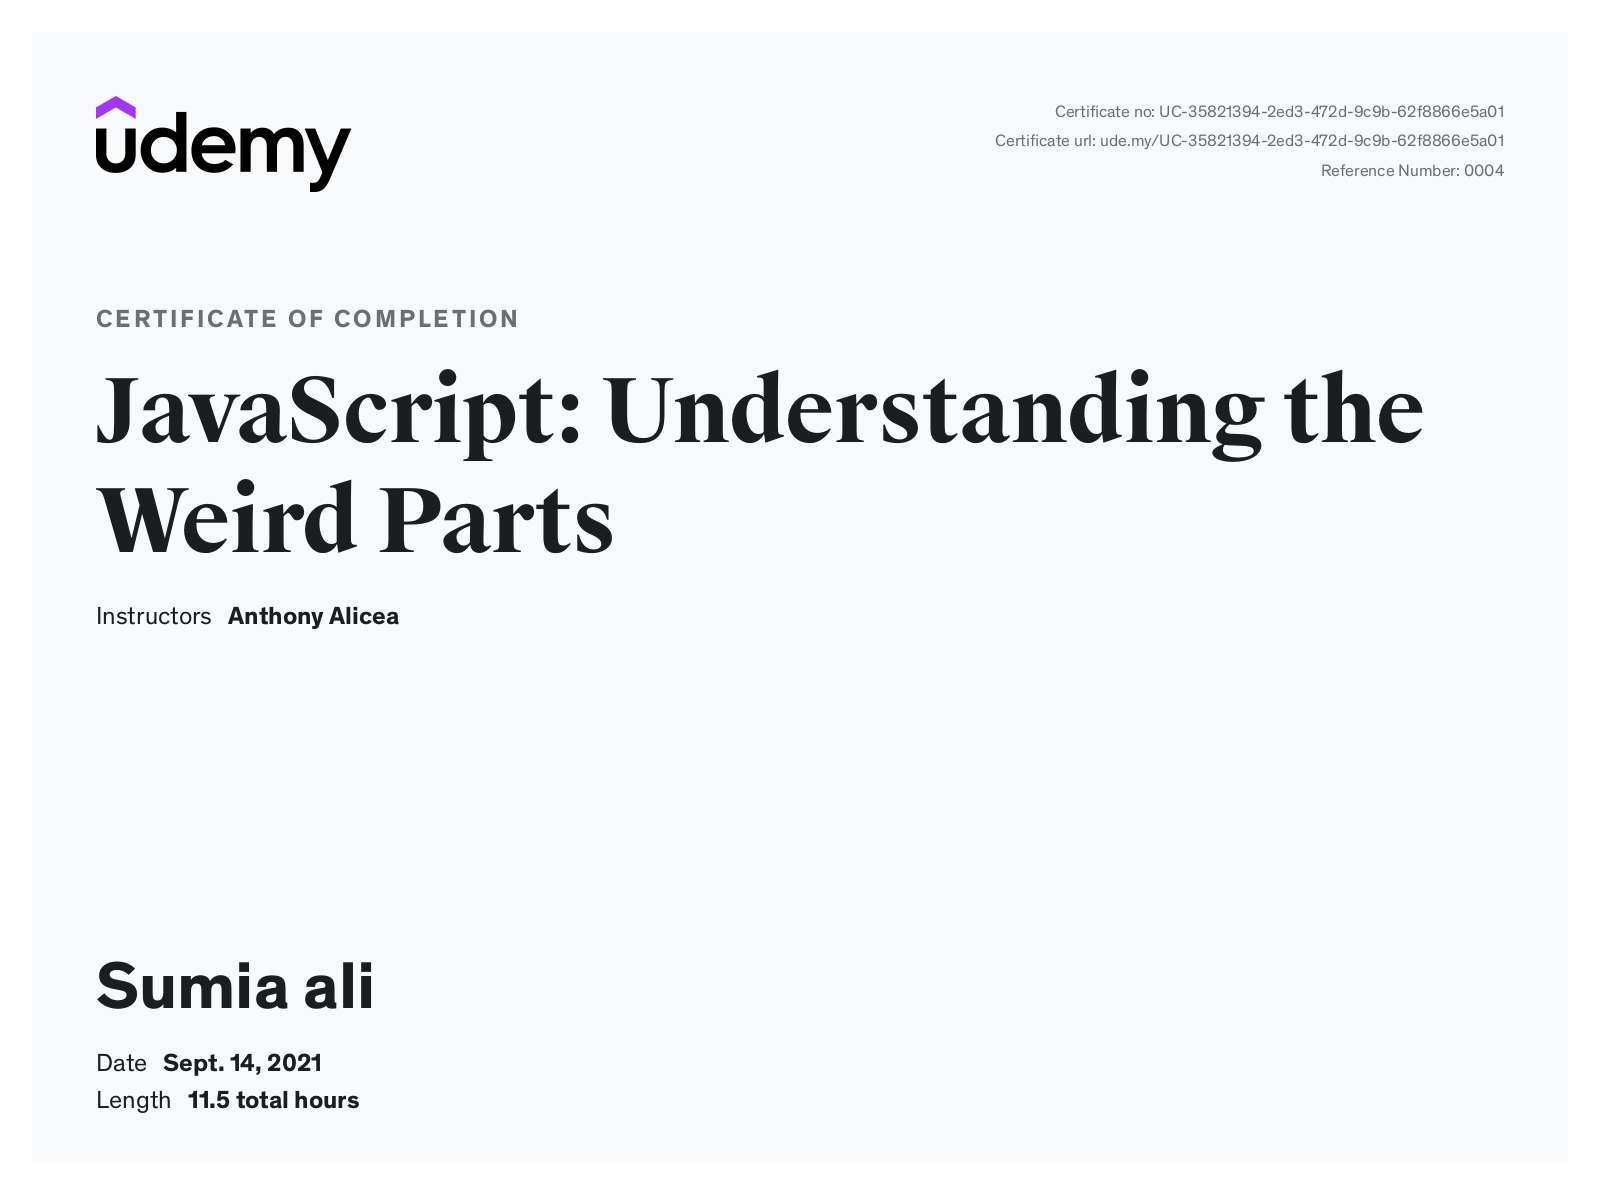 udemy
Certificate no: UC-35821394-2ed3-472d-9c9b-62f8866e5a01
Certificate url: ude.my/UC-35821394-2ed3-472d-9c9b-62f8866e5a01
Reference Number: 0004
CERTIFICATE OF COMPLETION
JavaScript: Understanding the
Weird Parts
Instructors Anthony Alicea
Sumia ali
Date Sept. 14, 2021
Length 11.5 total hours